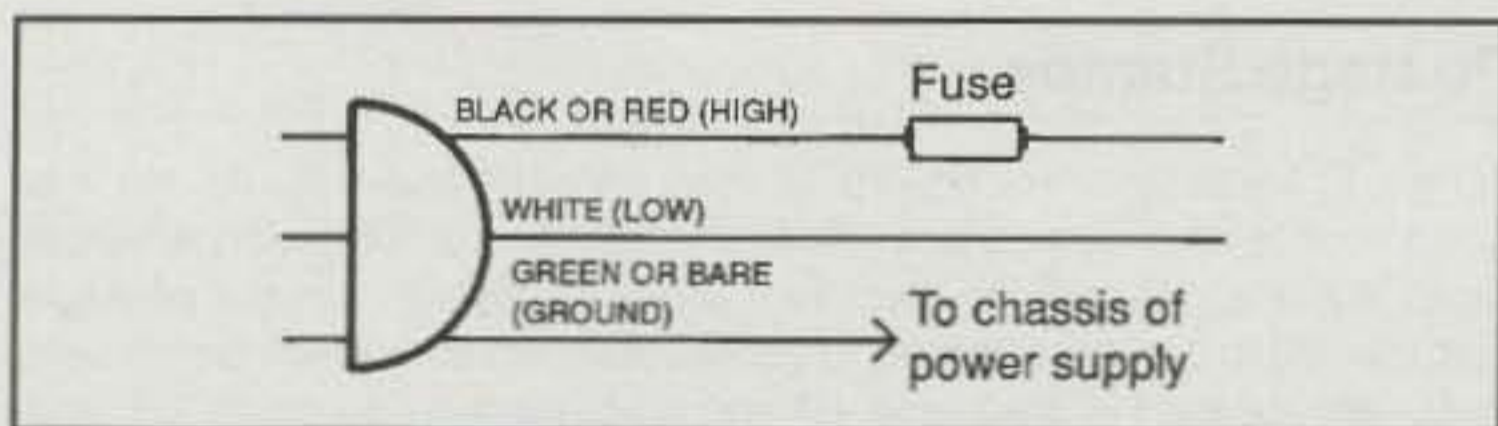 Fuse
BLACK OR RED (HIGH)
WHITE (LOW)
GREEN OR BARE
(GROUND)
To chassis of
power supply